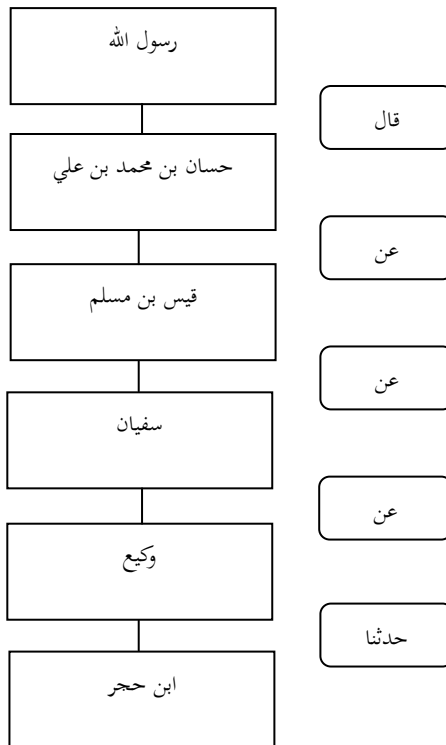 رسول الله
قال
حسان بن محمد بن علي
عن
قيس بن مسلم
عن
سفيان
عن
وكيع
حدثنا
ابن حجر